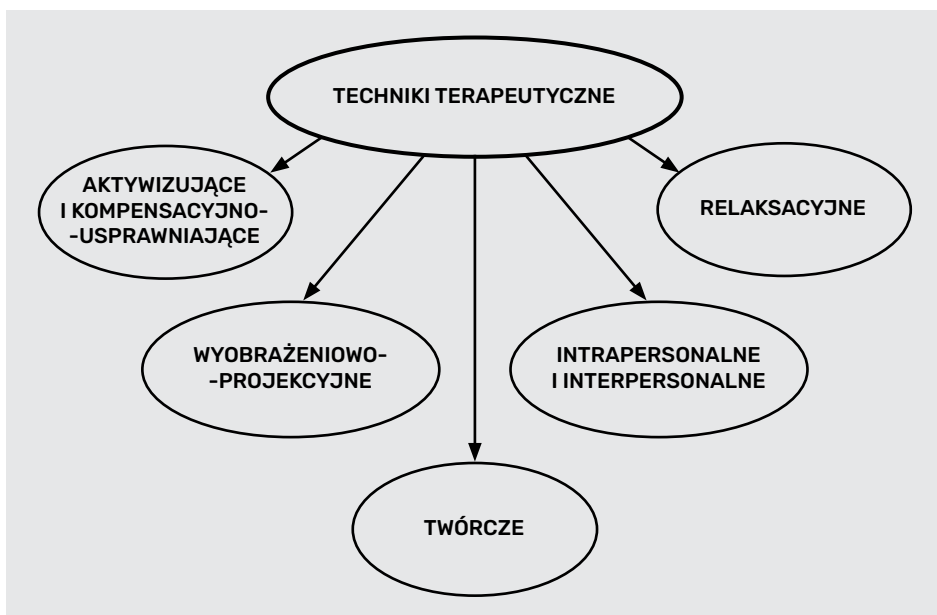 TECHNIKI TERAPEUTYCZNE
AKTYWIZUJĄCE
I KOMPENSACYJNO-
-USPRAWNIAJĄCE
RELAKSACYJNE
WYOBRAŻENIOWO-
-PROJEKCYJNE
INTRAPERSONALNE
I INTERPERSONALNE
TWÓRCZE